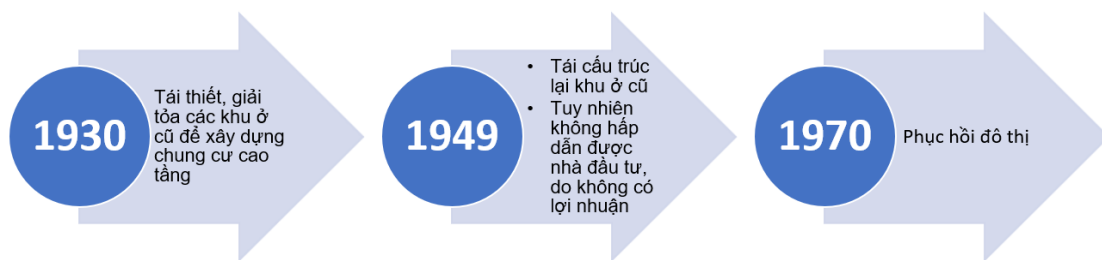 1930
Tái thiết, giải
tỏa các khu ở
cũ để xây dựng
chung cư cao
tầng
1949
• Tái cấu trúc
lại khu ở cũ
• Tuy nhiên
không hấp
dẫn được
nhà đầu tư,
do không có
lợi nhuận
1970
Phục hồi đô thị